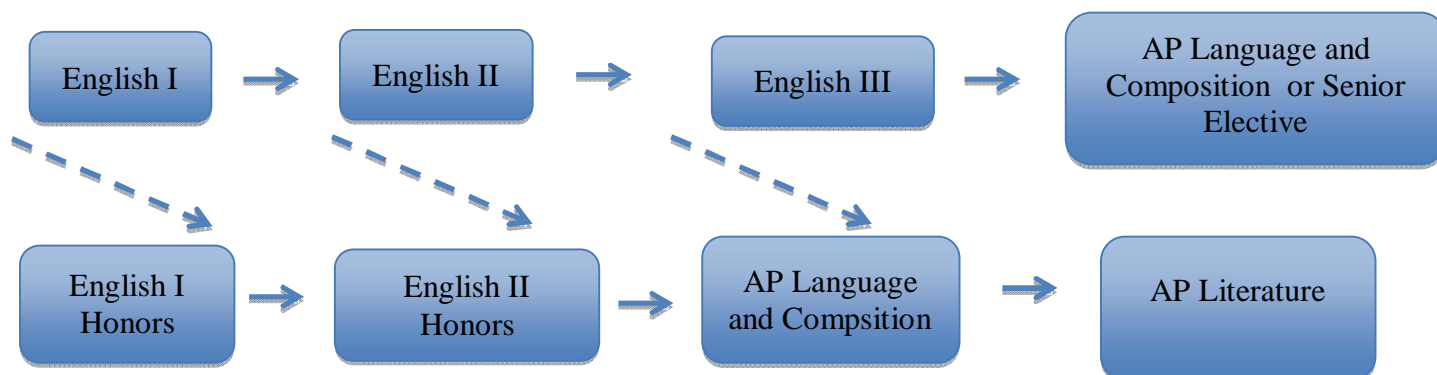 English I
English II
English III
AP Language and
Composition or Senior
Elective
English I
Honors
English II
Honors
AP Language
and Compsition
AP Literature